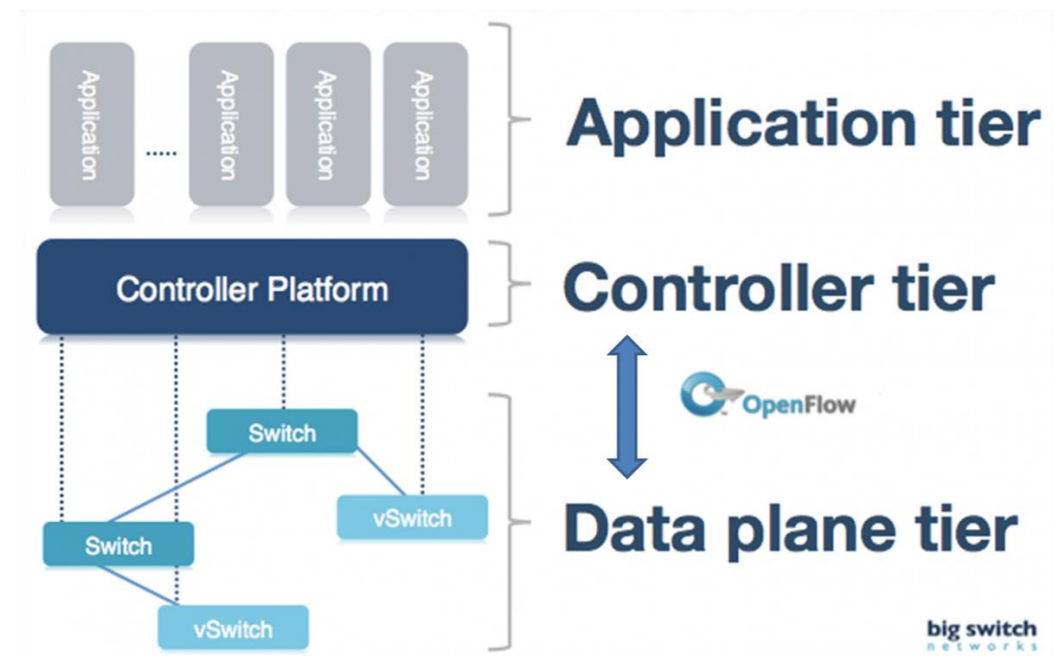 Application
Application
Application
Application
.....
Application tier
Controller Platform
Controller tier
OpenFlow
Switch
vSwitch
Switch
vSwitch
Data plane tier
big switch
networks